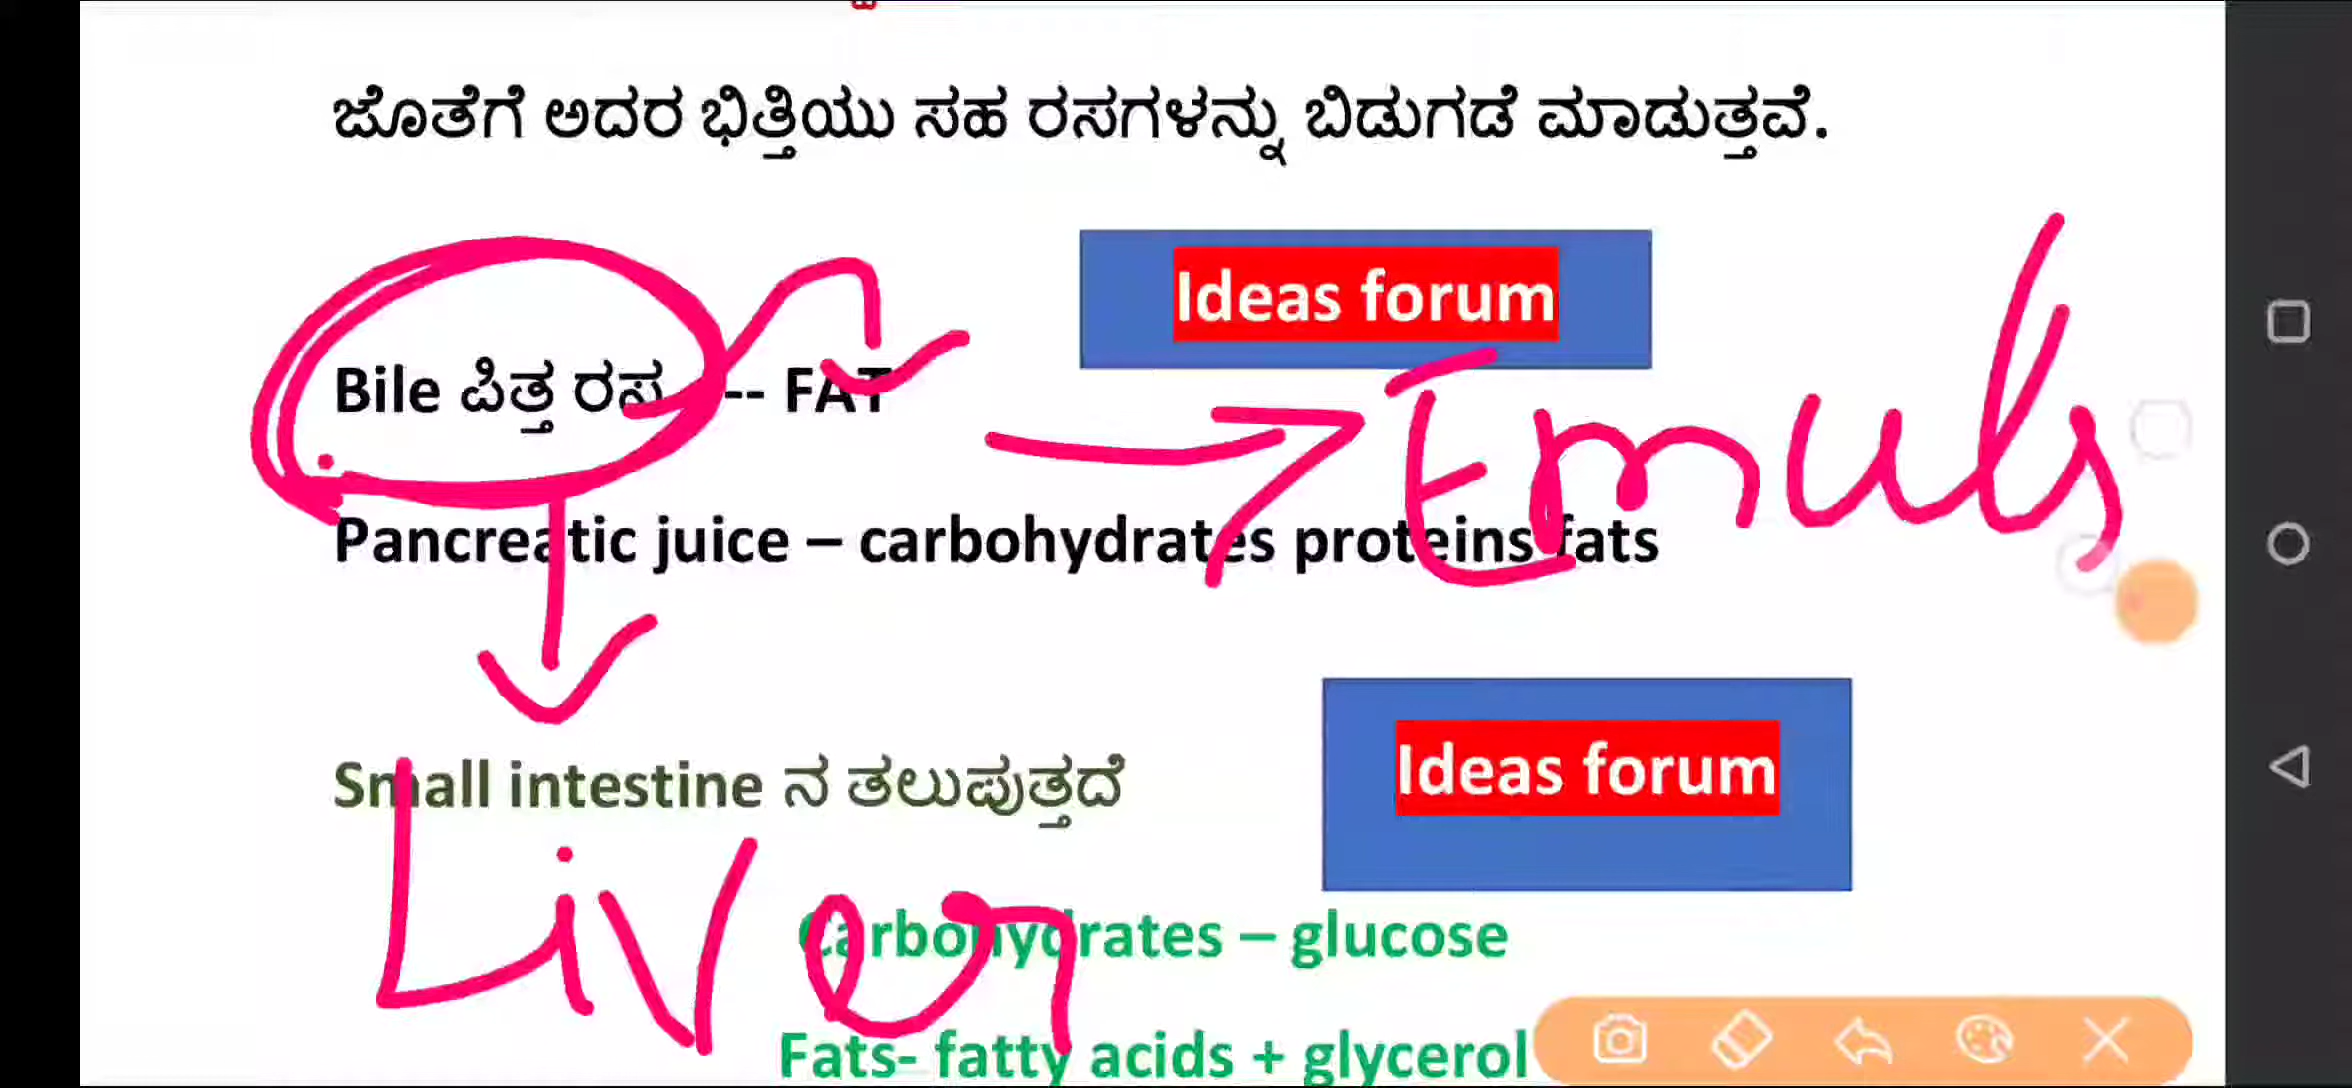 ಜೊತೆಗೆ ಅದರ ಭಿತ್ತಿಯು ಸಹ ರಸಗಳನ್ನು ಬಿಡುಗಡೆ ಮಾಡುತ್ತವೆ.
Ideas forum
Bile ಪಿತ್ತ ರಸ -- FAT
Emuls
Pancreatic juice – carbohydrates proteins fats
Small intestine ನ ತಲುಪುತ್ತದೆ
Ideas forum
Liver
Carbohydrates – glucose
Fats- fatty acids + glycerol